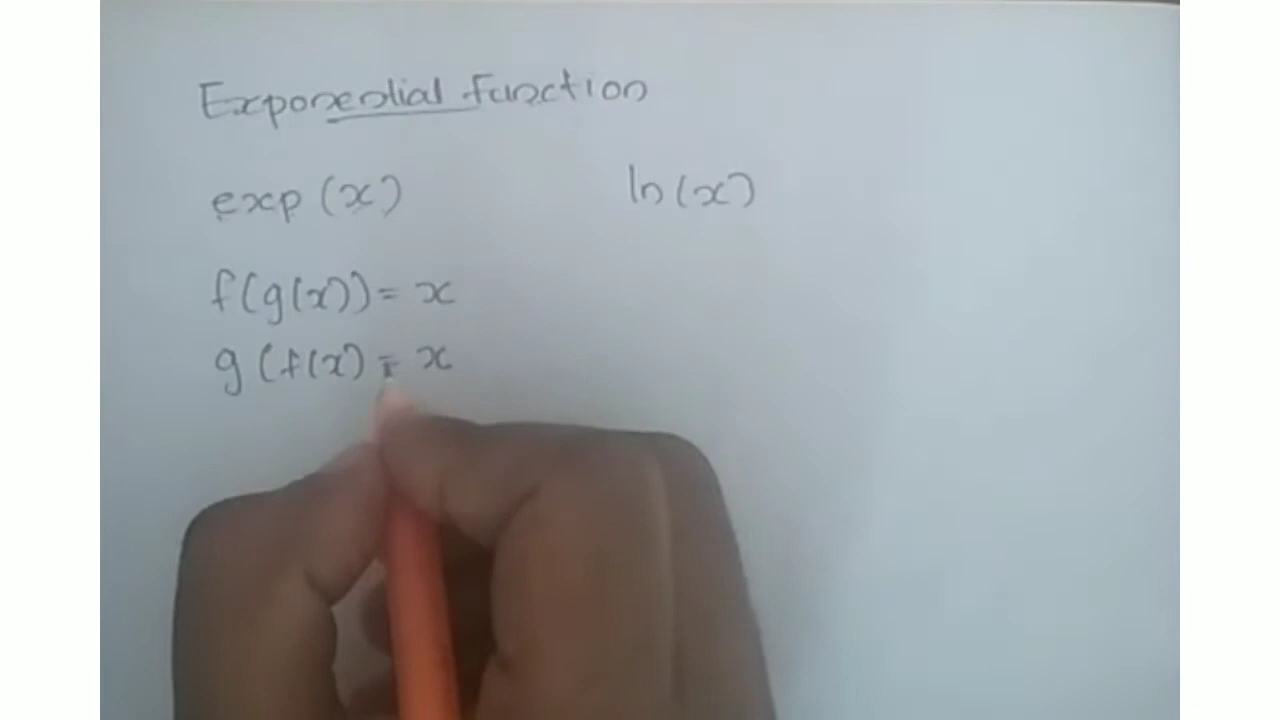 Exponential function
exp (x) ln (x)
f(g(x)) = x
g (f(x) = x